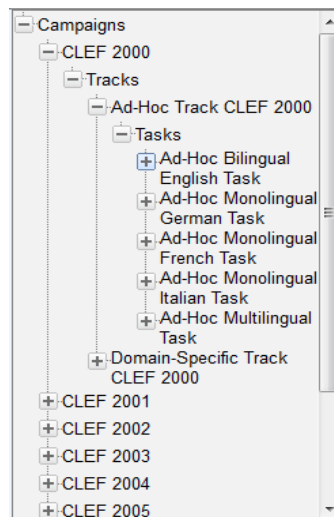 Campaigns
CLEF 2000
Tracks
Ad-Hoc Track CLEF 2000
Tasks
Ad-Hoc Bilingual
English Task
Ad-Hoc Monolingual
German Task
Ad-Hoc Monolingual
French Task
Ad-Hoc Monolingual
Italian Task
Ad-Hoc Multilingual
Task
Domain-Specific Track
CLEF 2000
CLEF 2001
CLEF 2002
CLEF 2003
CLEF 2004
CLEF 2005